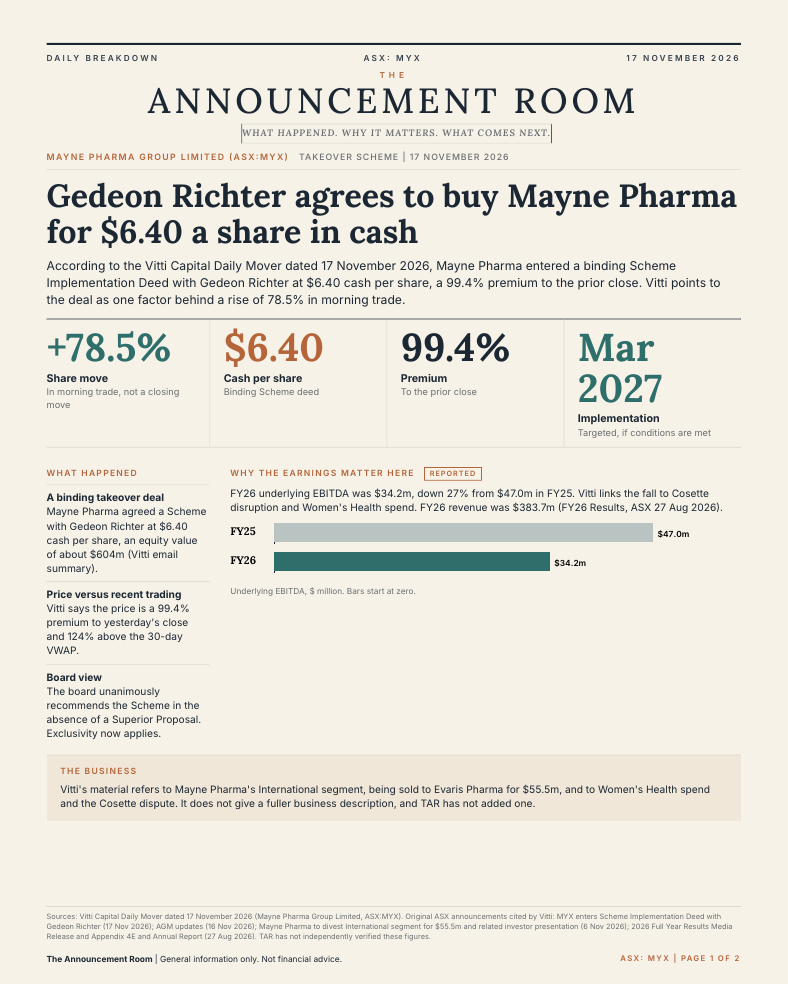 DAILY BREAKDOWN
ASX: MYX
17 NOVEMBER 2026
THE
ANNOUNCEMENT ROOM
WHAT HAPPENED. WHY IT MATTERS. WHAT COMES NEXT.
MAYNE PHARMA GROUP LIMITED (ASX:MYX) TAKEOVER SCHEME | 17 NOVEMBER 2026
Gedeon Richter agrees to buy Mayne Pharma
for $6.40 a share in cash
According to the Vitti Capital Daily Mover dated 17 November 2026, Mayne Pharma entered a binding Scheme
Implementation Deed with Gedeon Richter at $6.40 cash per share, a 99.4% premium to the prior close. Vitti points to
the deal as one factor behind a rise of 78.5% in morning trade.
+78.5%
Share move
In morning trade, not a closing
move
$6.40
Cash per share
Binding Scheme deed
99.4%
Premium
To the prior close
Mar
2027
Implementation
Targeted, if conditions are met
WHAT HAPPENED
A binding takeover deal
Mayne Pharma agreed a Scheme
with Gedeon Richter at $6.40
cash per share, an equity value
of about $604m (Vitti email
summary).
Price versus recent trading
Vitti says the price is a 99.4%
premium to yesterday's close
and 124% above the 30-day
VWAP.
Board view
The board unanimously
recommends the Scheme in the
absence of a Superior Proposal.
Exclusivity now applies.
WHY THE EARNINGS MATTER HERE REPORTED
FY26 underlying EBITDA was $34.2m, down 27% from $47.0m in FY25. Vitti links the fall to Cosette
disruption and Women's Health spend. FY26 revenue was $383.7m (FY26 Results, ASX 27 Aug 2026).
FY25 $47.0m
FY26 $34.2m
Underlying EBITDA, $ million. Bars start at zero.
THE BUSINESS
Vitti's material refers to Mayne Pharma's International segment, being sold to Evaris Pharma for $55.5m, and to Women's Health spend
and the Cosette dispute. It does not give a fuller business description, and TAR has not added one.
Sources: Vitti Capital Daily Mover dated 17 November 2026 (Mayne Pharma Group Limited, ASX:MYX). Original ASX announcements cited by Vitti: MYX enters Scheme Implementation Deed with
Gedeon Richter (17 Nov 2026); AGM updates (16 Nov 2026); Mayne Pharma to divest International segment for $55.5m and related investor presentation (6 Nov 2026); 2026 Full Year Results Media
Release and Appendix 4E and Annual Report (27 Aug 2026). TAR has not independently verified these figures.
The Announcement Room | General information only. Not financial advice.
ASX: MYX | PAGE 1 OF 2